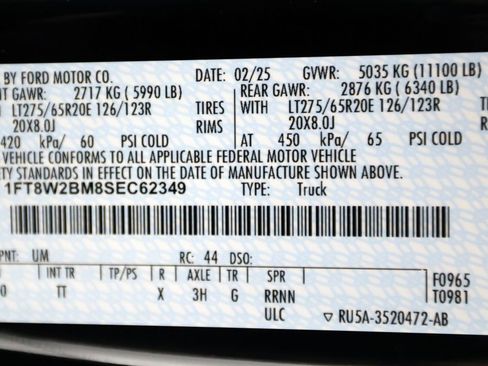 BY FORD MOTOR CO. DATE: 02/25 GVWR: 5035 KG (11100 LB)
NT GAWR: 2717 KG (5990 LB) REAR GAWR: 2876 KG (6340 LB)
LT275/65R20E 126/123R TIRES WITH LT275/65R20E 126/123R
20X8.0J RIMS 20X8.0J
420 kPa/ 60 PSI COLD AT 450 kPa/ 65 PSI COLD
VEHICLE CONFORMS TO ALL APPLICABLE FEDERAL MOTOR VEHICLE
ETY STANDARDS IN EFFECT ON THE DATE OF MANUFACTURE SHOWN ABOVE.
1FT8W2BM8SEC62349 TYPE: Truck
PNT: UM RC: 44 DSO:
INT TR TP/PS R AXLE TR SPR F0965
0 TT X 3H G RRNN T0981
ULC ▽ RU5A-3520472-AB